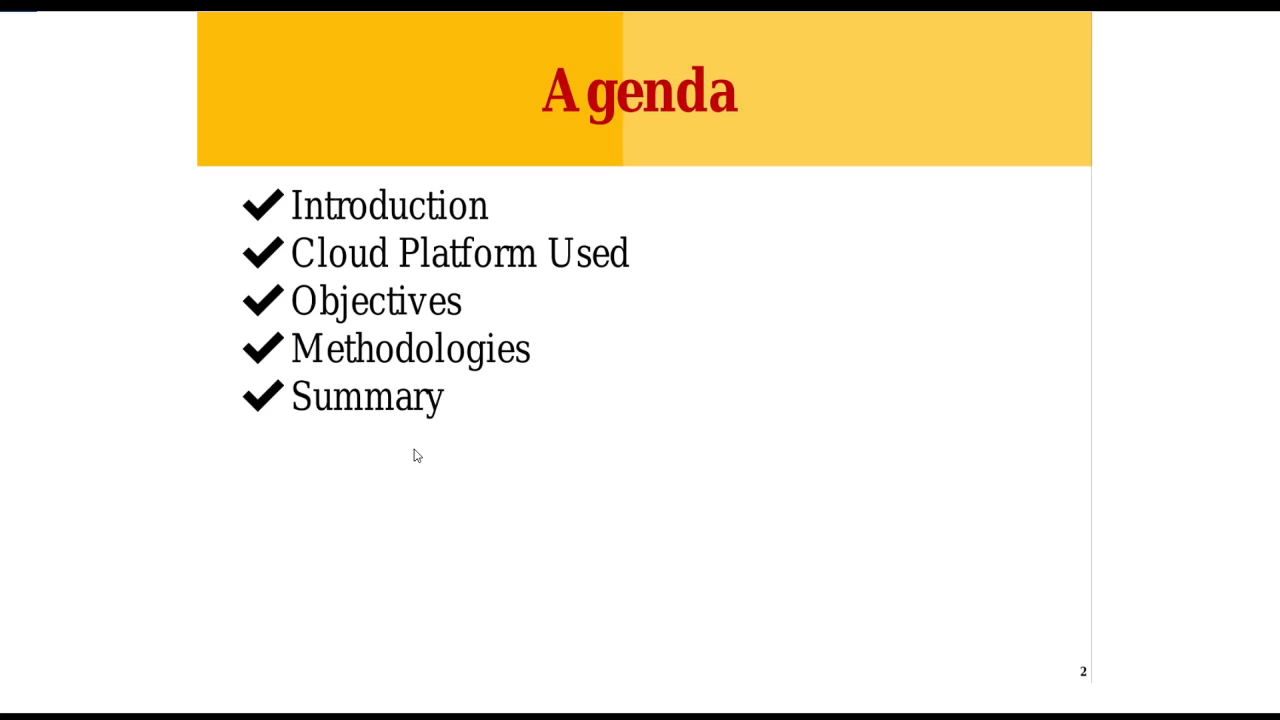 Agenda
Introduction
Cloud Platform Used
Objectives
Methodologies
Summary
2